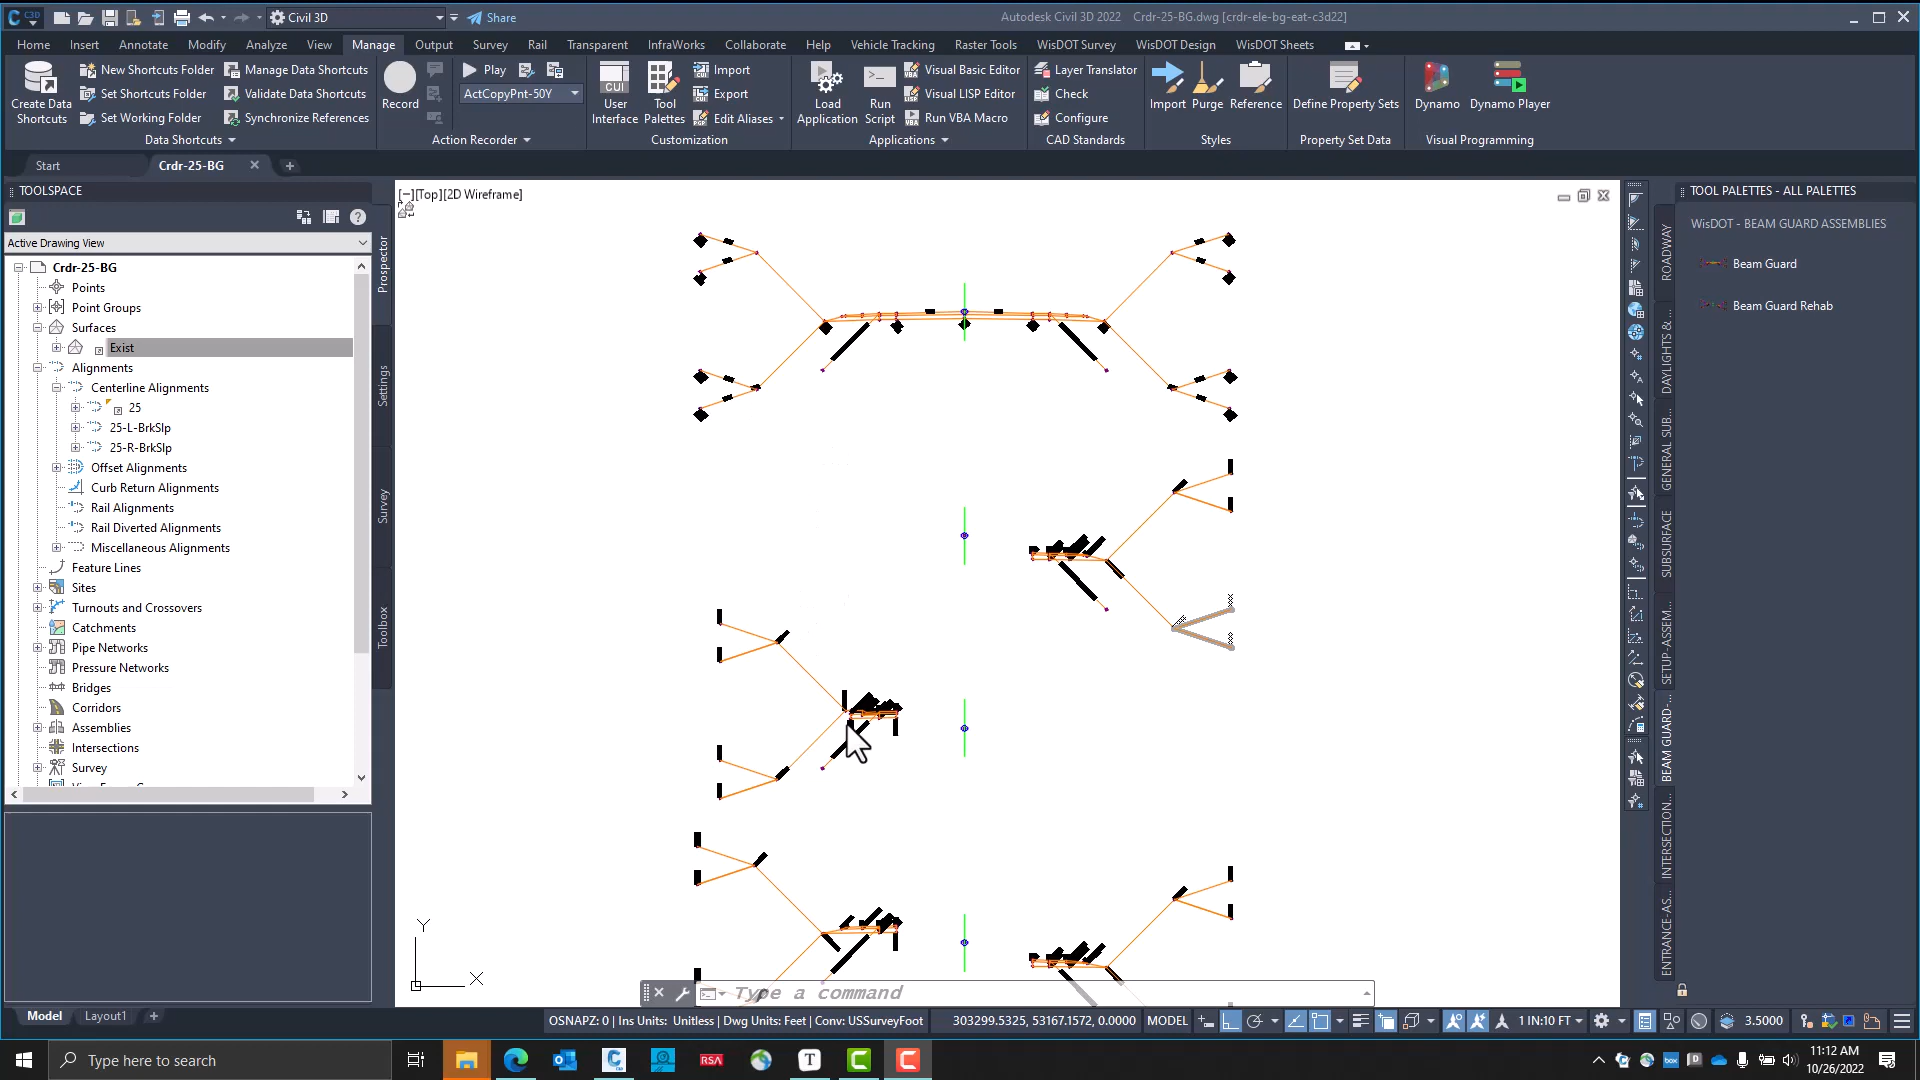 C C3D Civil 3D Share Autodesk Civil 3D 2022 Crdr-25-BG.dwg [crdr-ele-bg-eat-c3d22]
Home Insert Annotate Modify Analyze View Manage Output Survey Rail Transparent InfraWorks Collaborate Help Vehicle Tracking Raster Tools WisDOT Survey WisDOT Design WisDOT Sheets
Create Data Shortcuts
New Shortcuts Folder
Set Shortcuts Folder
Set Working Folder
Manage Data Shortcuts
Validate Data Shortcuts
Synchronize References
Data Shortcuts
Record
Play
ActCopyPnt-50Y
Action Recorder
CUI
User Interface
Tool Palettes
Import
Export
Edit Aliases
Customization
Load Application
Run Script
Visual Basic Editor
Visual LISP Editor
Run VBA Macro
Applications
Layer Translator
Check
Configure
CAD Standards
Import
Purge
Reference
Styles
Define Property Sets
Property Set Data
Dynamo
Dynamo Player
Visual Programming
Start
Crdr-25-BG
TOOLSPACE
Active Drawing View
Crdr-25-BG
Points
Point Groups
Surfaces
Exist
Alignments
Centerline Alignments
25
25-L-BrkSlp
25-R-BrkSlp
Offset Alignments
Curb Return Alignments
Rail Alignments
Rail Diverted Alignments
Miscellaneous Alignments
Feature Lines
Sites
Turnouts and Crossovers
Catchments
Pipe Networks
Pressure Networks
Bridges
Corridors
Assemblies
Intersections
Survey
Prospector
Settings
Survey
Toolbox
[−][Top][2D Wireframe]
Y
X
Type a command
TOOL PALETTES - ALL PALETTES
WisDOT - BEAM GUARD ASSEMBLIES
Beam Guard
Beam Guard Rehab
ROADWAY
DAYLIGHTS & ...
GENERAL SUB...
SUBSURFACE
SETUP-ASSEM...
BEAM GUARD-...
INTERSECTION...
ENTRANCE-AS...
Model Layout1
OSNAPZ: 0 | Ins Units: Unitless | Dwg Units: Feet | Conv: USSurveyFoot 303299.5325, 53167.1572, 0.0000 MODEL 1 IN:10 FT 3.5000
Type here to search
RSA
T
11:12 AM
10/26/2022